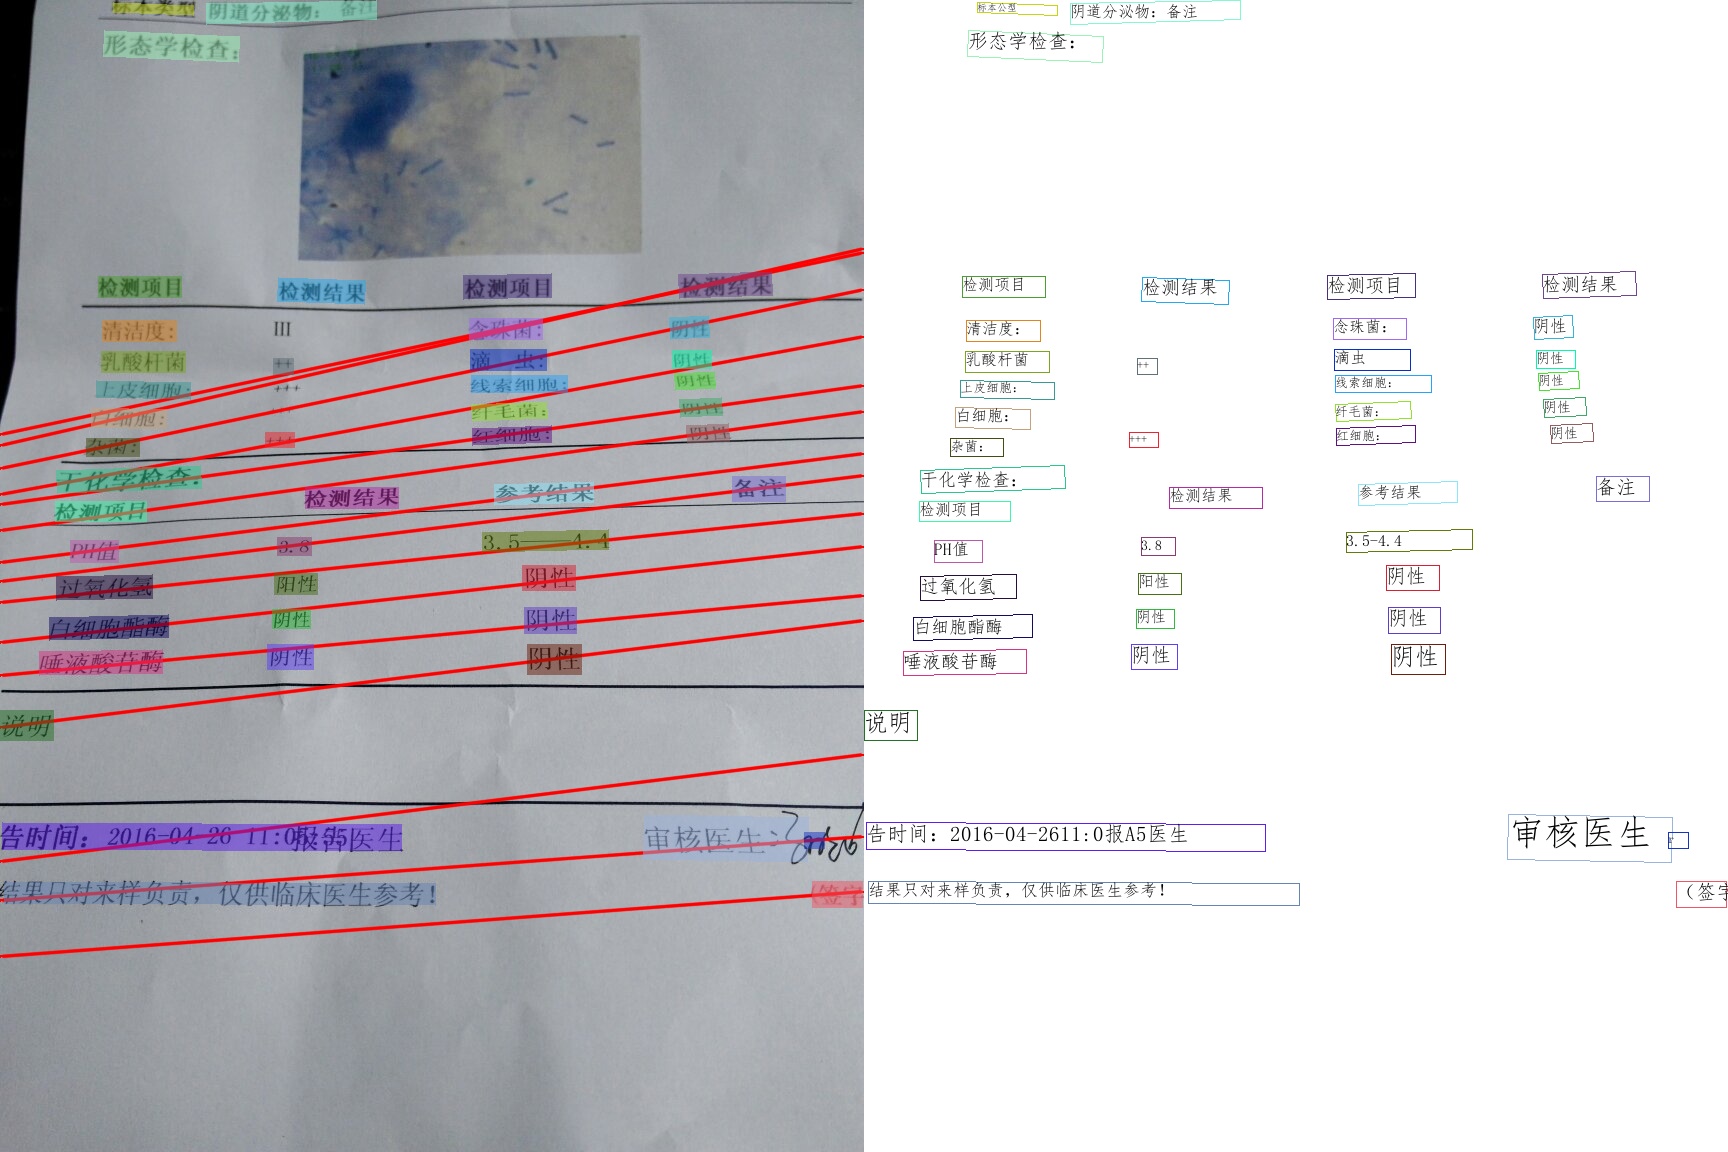 标本类型 阴道分泌物： 备注
形态学检查：
检测项目 检测结果 检测项目 检测结果
清洁度： III 念珠菌： 阴性
乳酸杆菌 ++ 滴 虫： 阴性
上皮细胞： +++ 线索细胞： 阴性
白细胞： +++ 纤毛菌： 阴性
杂菌： +++ 红细胞： 阴性
干化学检查：
检测项目 检测结果 参考结果 备注
PH值 3.8 3.5——4.4
过氧化氢 阳性 阴性
白细胞酯酶 阴性 阴性
唾液酸苷酶 阴性 阴性
说明
告时间：2016-04-26 11:05:55报告医生 审核医生：
结果只对来样负责，仅供临床医生参考！ （签字
标本公型 阴道分泌物：备注
形态学检查：
检测项目 检测结果 检测项目 检测结果
清洁度： 念珠菌： 阴性
乳酸杆菌 ++ 滴虫 阴性
上皮细胞： 线索细胞： 阴性
白细胞： 纤毛菌： 阴性
杂菌： +++ 红细胞： 阴性
干化学检查：
检测项目 检测结果 参考结果 备注
PH值 3.8 3.5-4.4
过氧化氢 阳性 阴性
白细胞酯酶 阴性 阴性
唾液酸苷酶 阴性 阴性
说明
告时间：2016-04-2611:0报A5医生 审核医生
结果只对来样负责，仅供临床医生参考！ （签字